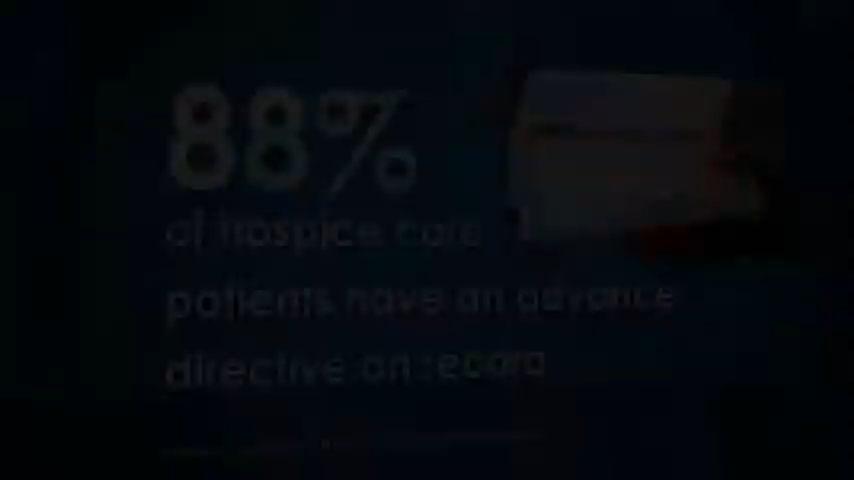 88%
of hospice care
patients have an advance
directive on record